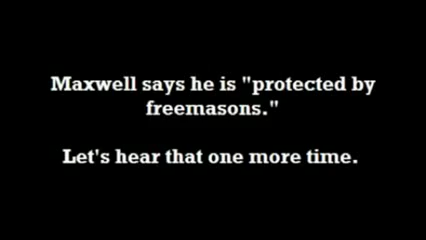 Maxwell says he is "protected by
freemasons."
Let's hear that one more time.